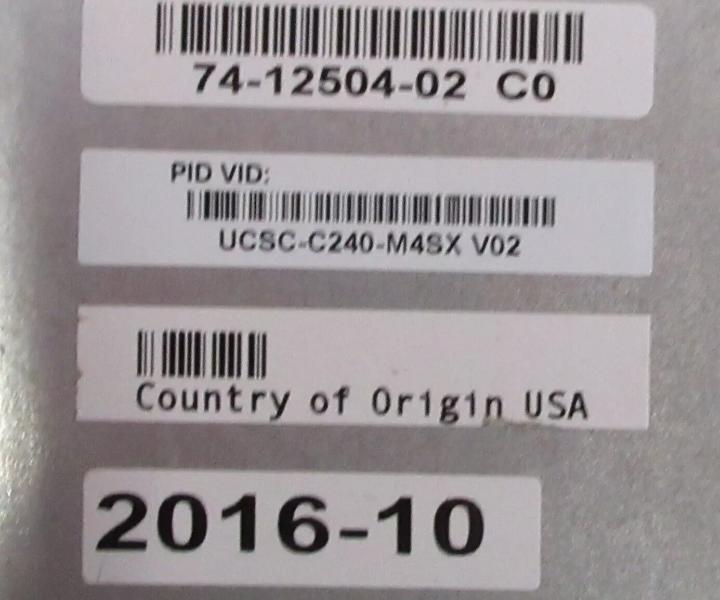 74-12504-02 C0
PID VID:
UCSC-C240-M4SX V02
Country of Origin USA
2016-10